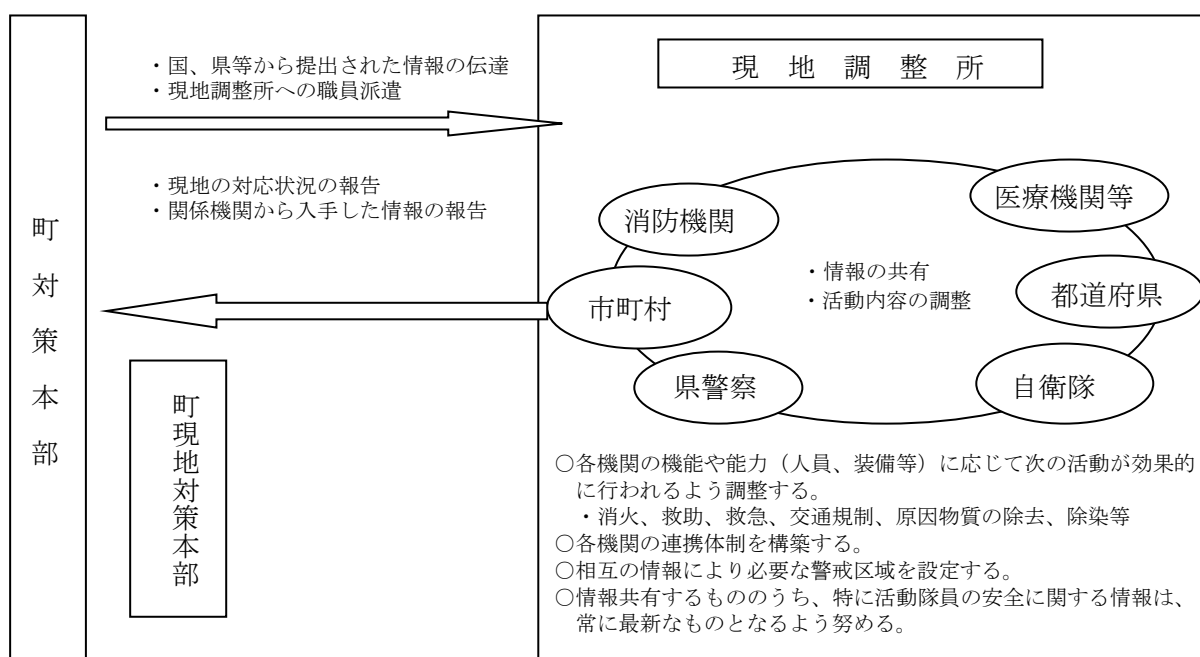 町対策本部
・国、県等から提出された情報の伝達
・現地調整所への職員派遣
・現地の対応状況の報告
・関係機関から入手した情報の報告
町現地対策本部
現地調整所
消防機関
医療機関等
市町村
・情報の共有
・活動内容の調整
都道府県
県警察
自衛隊
○各機関の機能や能力（人員、装備等）に応じて次の活動が効果的
に行われるよう調整する。
・消火、救助、救急、交通規制、原因物質の除去、除染等
○各機関の連携体制を構築する。
○相互の情報により必要な警戒区域を設定する。
○情報共有するもののうち、特に活動隊員の安全に関する情報は、
常に最新なものとなるよう努める。